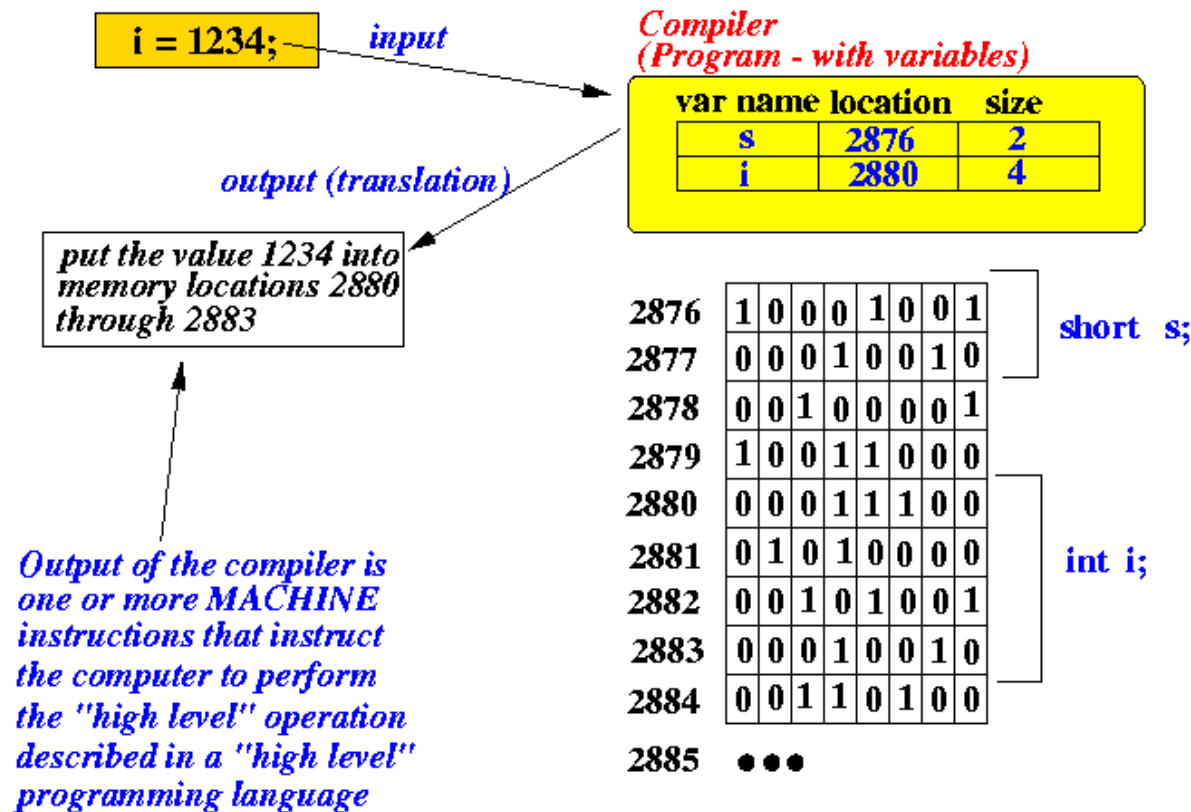 i = 1234;
input
Compiler
(Program - with variables)
var name location size
s 2876 2
i 2880 4
output (translation)
put the value 1234 into
memory locations 2880
through 2883
2876 1 0 0 0 1 0 0 1
short s;
2877 0 0 0 1 0 0 1 0
2878 0 0 1 0 0 0 0 1
2879 1 0 0 1 1 0 0 0
2880 0 0 0 1 1 1 0 0
2881 0 1 0 1 0 0 0 0
int i;
2882 0 0 1 0 1 0 0 1
2883 0 0 0 1 0 0 1 0
2884 0 0 1 1 0 1 0 0
2885 ●●●
Output of the compiler is
one or more MACHINE
instructions that instruct
the computer to perform
the "high level" operation
described in a "high level"
programming language